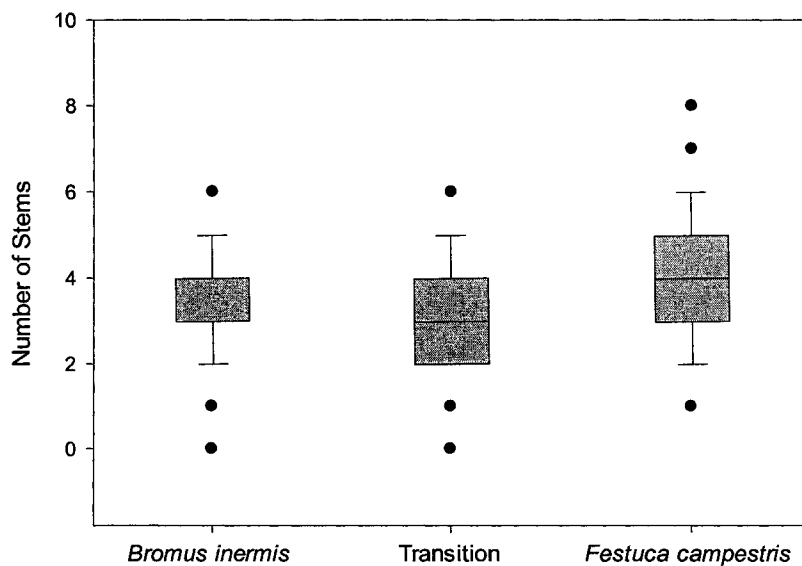 10
8
6
4
2
0
Number of Stems
Bromus inermis
Transition
Festuca campestris